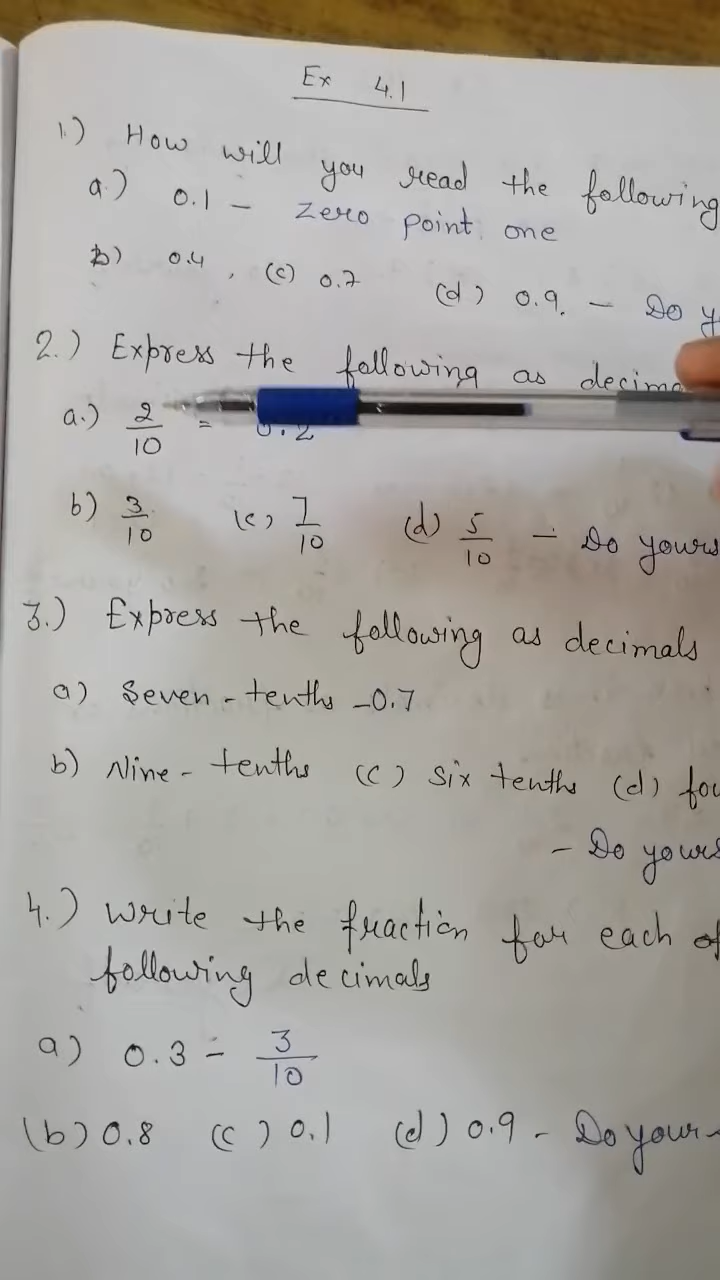 Ex 4.1
1.) How will you read the following
a) 0.1 - Zero point one
b) 0.4, (c) 0.7 (d) 0.9. - Do
2.) Express the following as
a.) 2/10 = 0.2
b) 3/10 (c) 7/10 (d) 5/10 - Do
3.) Express the following as decimals
a) Seven-tenths -0.7
b) Nine-tenths (c) Six tenths (d)
- Do
4.) Write the fraction for each
following decimals
a) 0.3 - 3/10
(b) 0.8 (c) 0.1 (d) 0.9 - Do your